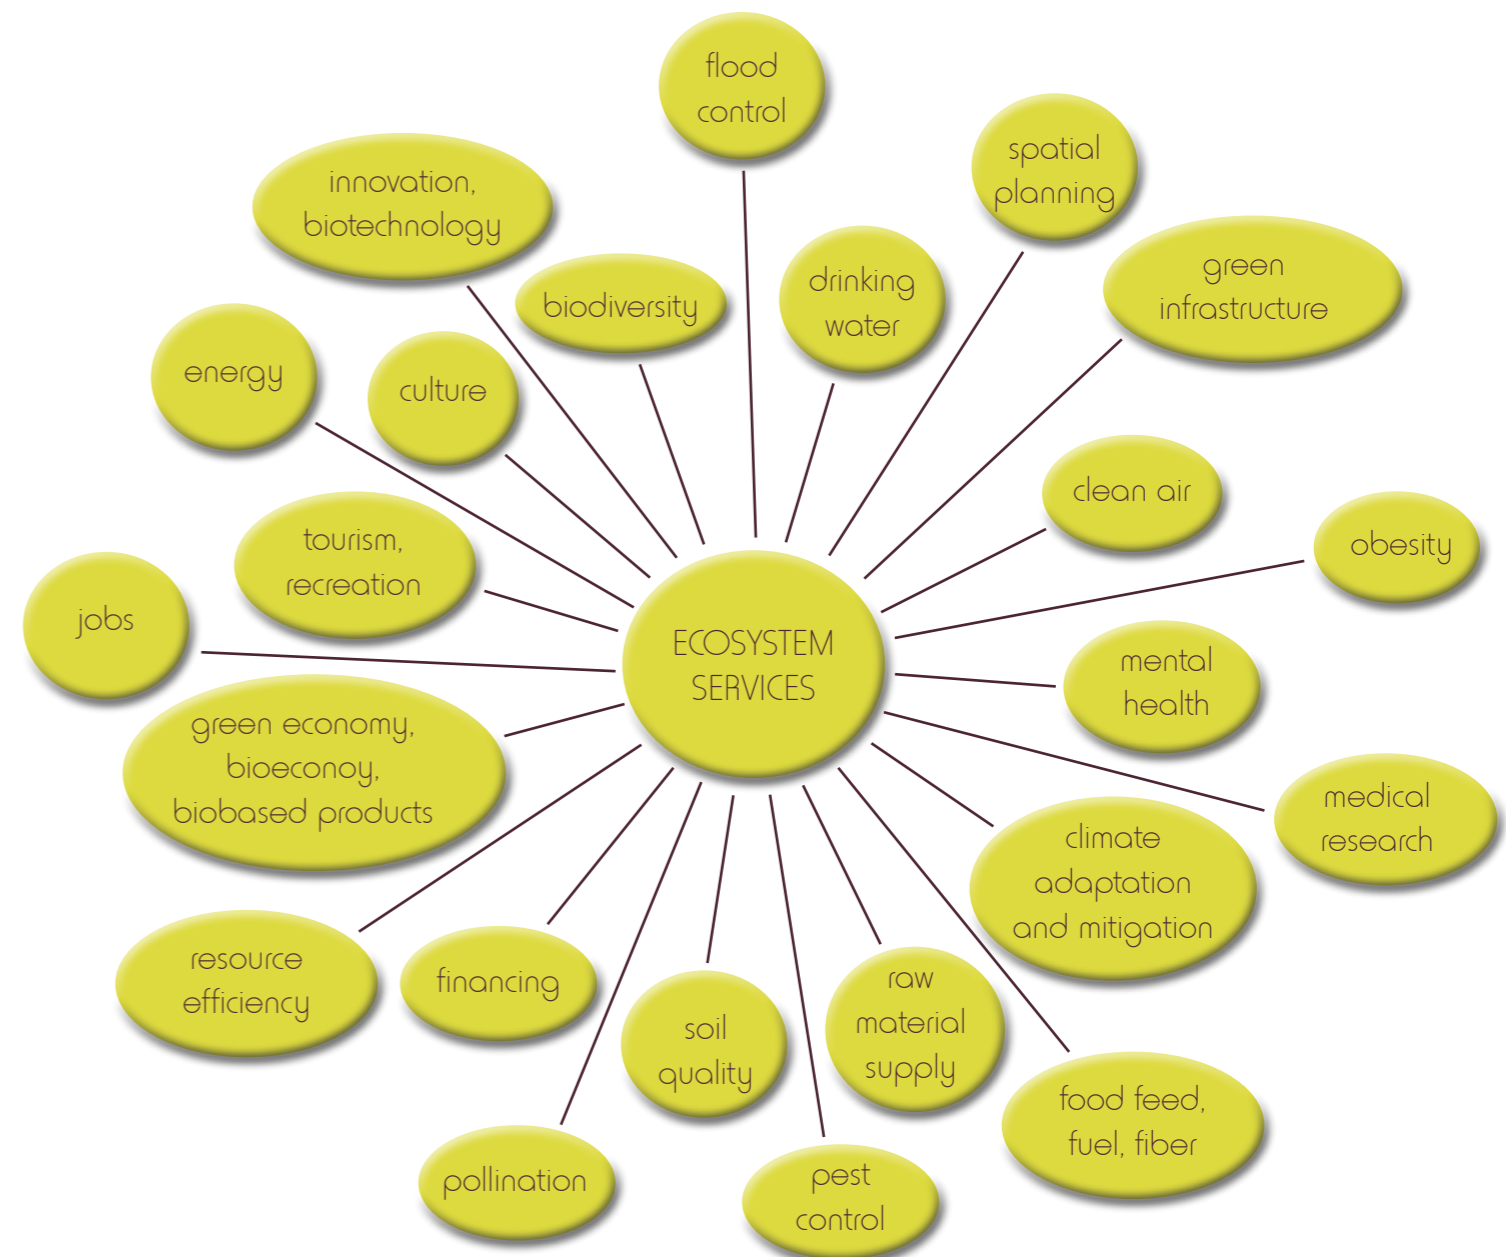 flood
control
spatial
planning
innovation,
biotechnology
green
infrastructure
biodiversity
drinking
water
energy
culture
clean air
obesity
tourism,
recreation
jobs
ECOSYSTEM
SERVICES
mental
health
green economy,
bioeconoy,
biobased products
medical
research
climate
adaptation
and mitigation
resource
efficiency
financing
soil
quality
raw
material
supply
food feed,
fuel, fiber
pollination
pest
control